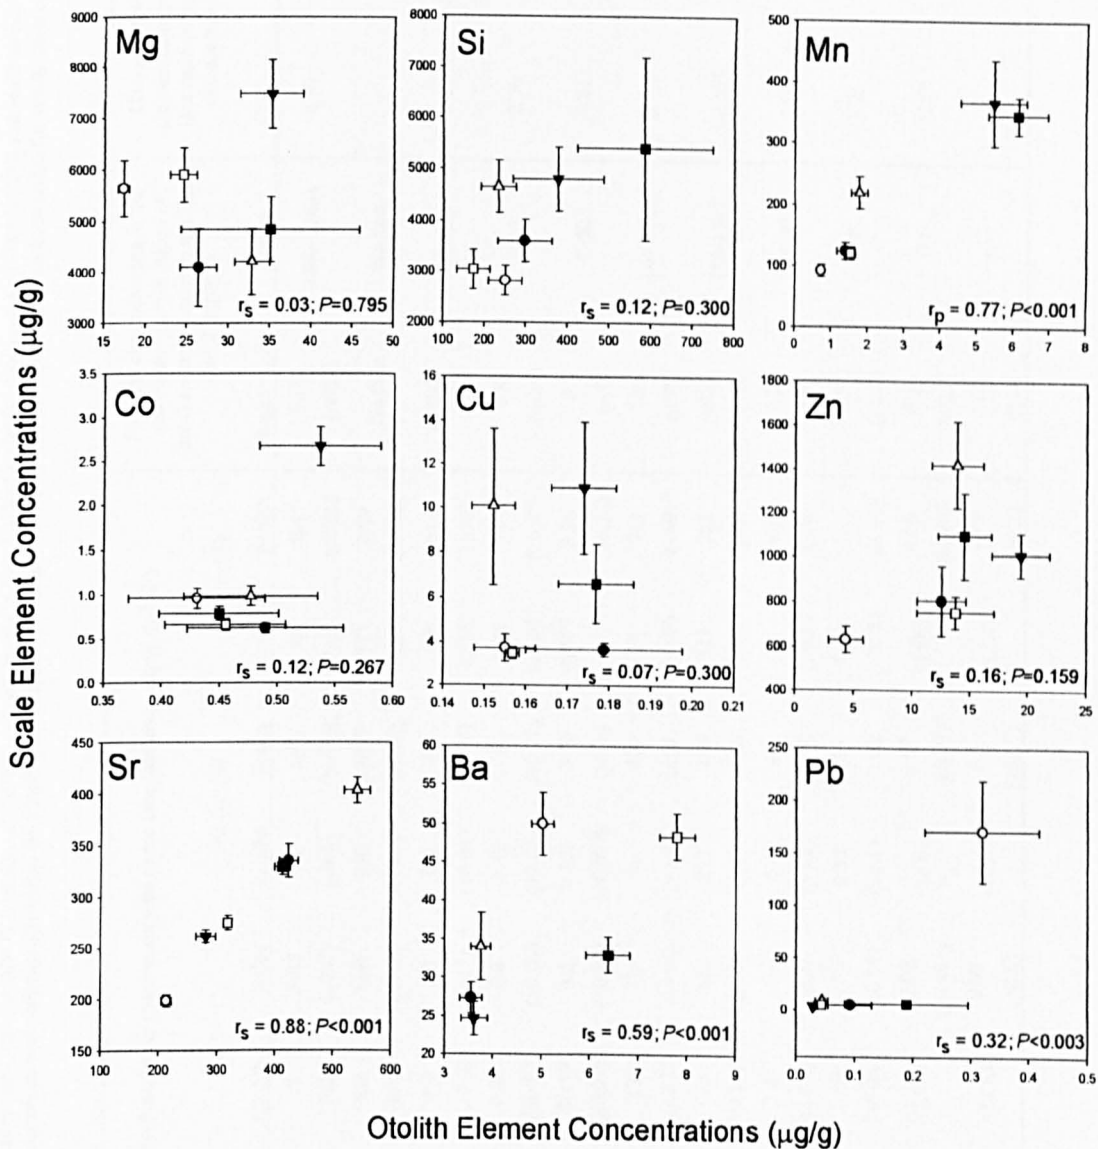 Mg
9000
8000
7000
6000
5000
4000
3000
15 20 25 30 35 40 45 50
rs = 0.03; P=0.795
Si
8000
7000
6000
5000
4000
3000
2000
100 200 300 400 500 600 700 800
rs = 0.12; P=0.300
Mn
500
400
300
200
100
0
0 1 2 3 4 5 6 7 8
rp = 0.77; P<0.001
Co
3.5
3.0
2.5
2.0
1.5
1.0
0.5
0.0
0.35 0.40 0.45 0.50 0.55 0.60
rs = 0.12; P=0.267
Cu
16
14
12
10
8
6
4
2
0.14 0.15 0.16 0.17 0.18 0.19 0.20 0.21
rs = 0.07; P=0.300
Zn
1800
1600
1400
1200
1000
800
600
400
0 5 10 15 20 25
rs = 0.16; P=0.159
Sr
450
400
350
300
250
200
150
100 200 300 400 500 600
rs = 0.88; P<0.001
Ba
60
55
50
45
40
35
30
25
20
3 4 5 6 7 8 9
rs = 0.59; P<0.001
Pb
250
200
150
100
50
0
0.0 0.1 0.2 0.3 0.4 0.5
rs = 0.32; P<0.003
Scale Element Concentrations (μg/g)
Otolith Element Concentrations (μg/g)